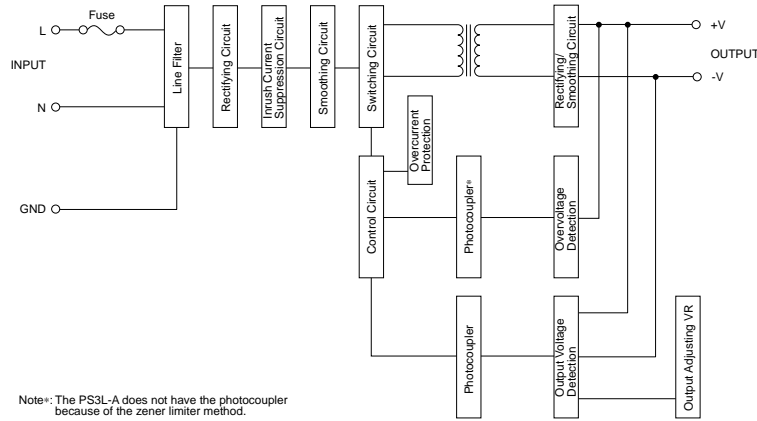 Fuse
L
INPUT
N
GND
Line Filter
Rectifying Circuit
Inrush Current
Suppression Circuit
Smoothing Circuit
Switching Circuit
Rectifying/
Smoothing Circuit
+V
OUTPUT
-V
Overcurrent
Protection
Control Circuit
Photocoupler*
Overvoltage
Detection
Photocoupler
Output Voltage
Detection
Output Adjusting VR
Note*: The PS3L-A does not have the photocoupler
because of the zener limiter method.